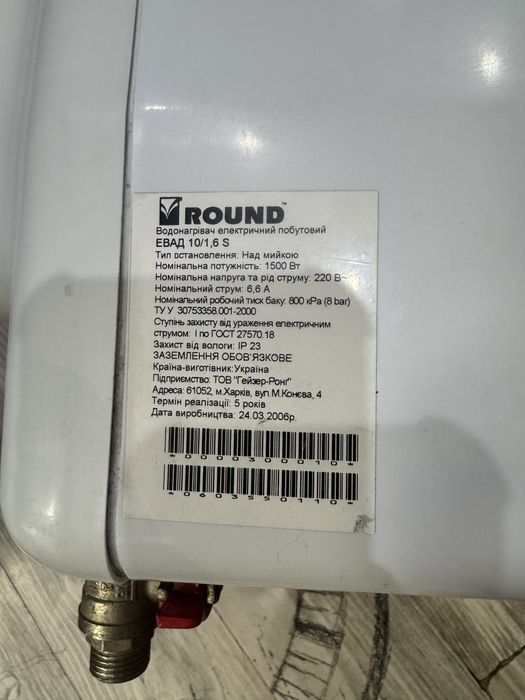 ROUND™
Водонагрівач електричний побутовий
ЕВАД 10/1,6 S
Тип встановлення: Над мийкою
Номінальна потужність: 1500 Вт
Номінальна напруга та рід струму: 220 В~
Номінальний струм: 6,6 А
Номінальний робочий тиск баку: 800 кРа (8 bar)
ТУ У 30753358.001-2000
Ступінь захисту від ураження електричним
струмом: І по ГОСТ 27570.18
Захист від вологи: IP 23
ЗАЗЕМЛЕННЯ ОБОВ'ЯЗКОВЕ
Країна-виготівник:Україна
Підприємство: ТОВ "Гейзер-Ронг"
Адреса: 61052, м.Харків, вул.М.Конєва, 4
Термін реалізації: 5 років
Дата виробництва: 24.03.2006р.
*0000300010*
*0603550110*